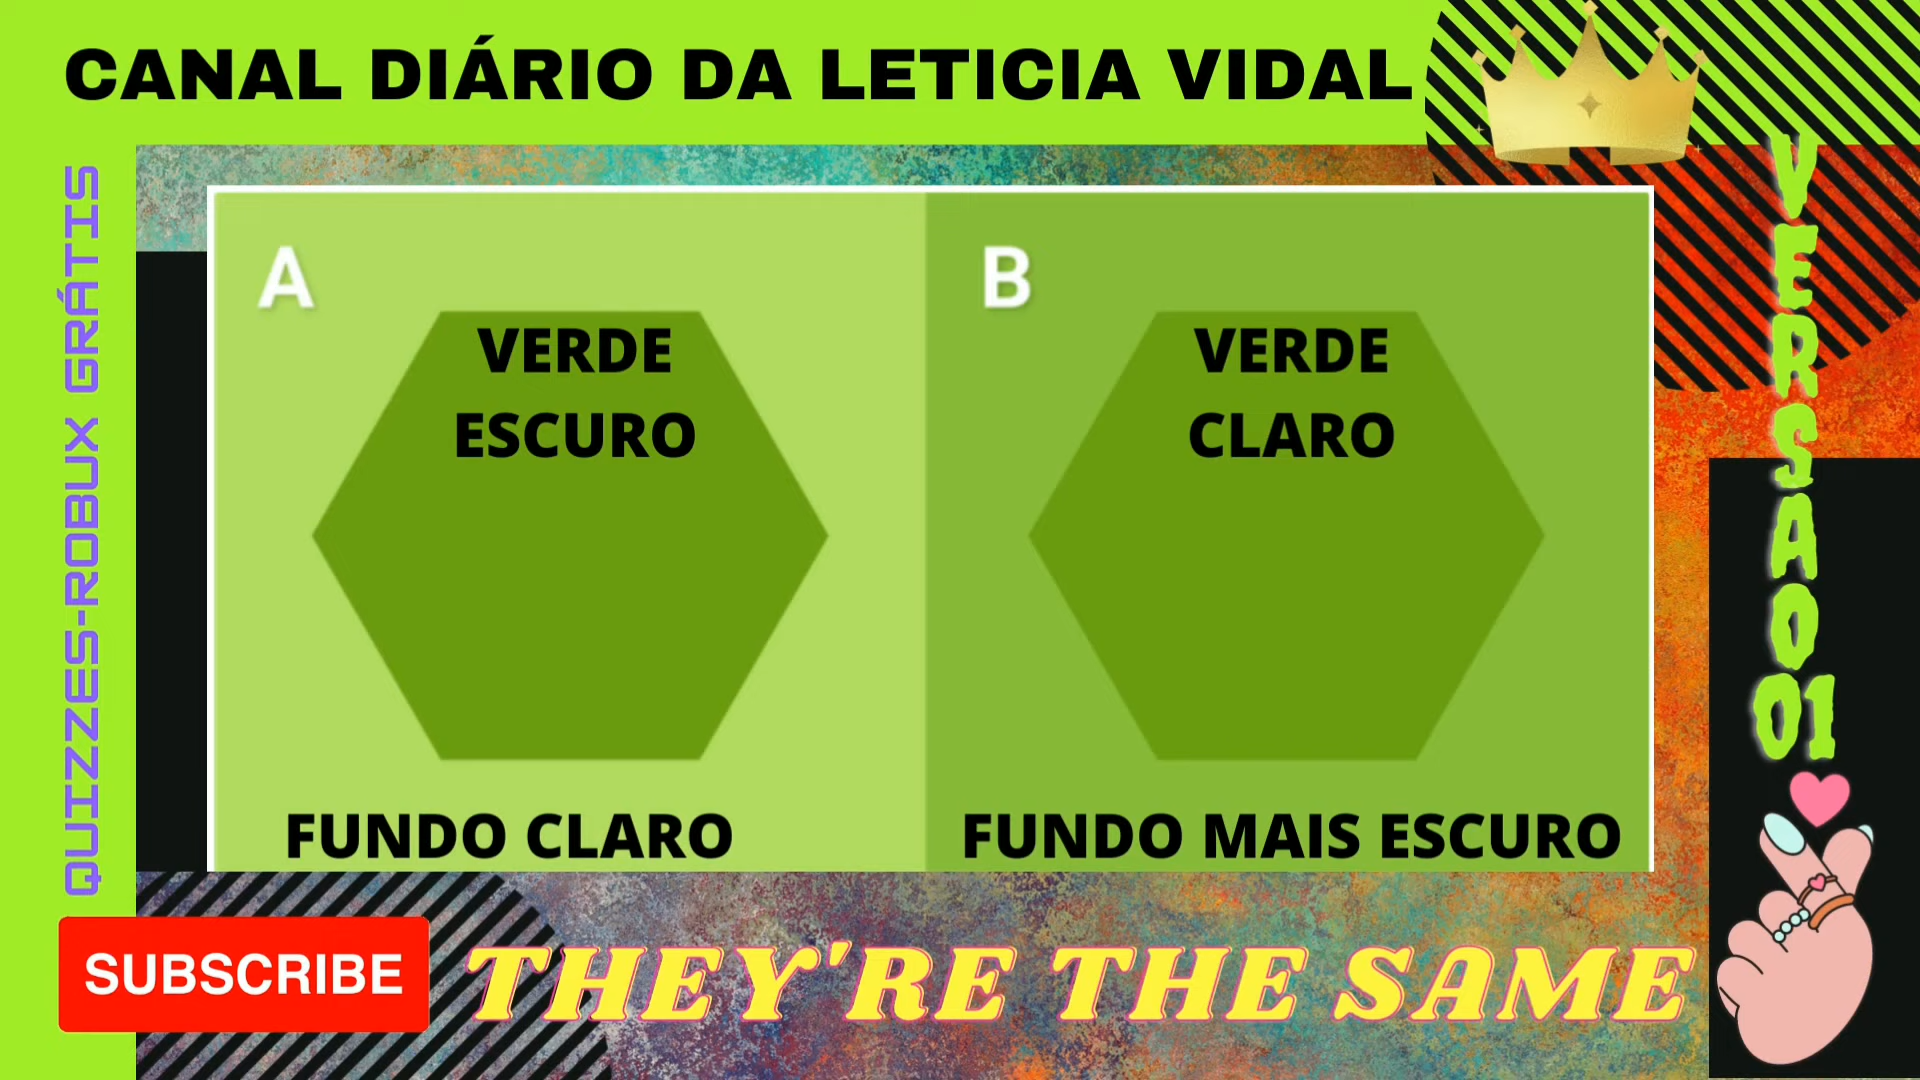 CANAL DIÁRIO DA LETICIA VIDAL
QUIZZES-ROBUX GRÁTIS
A
VERDE
ESCURO
FUNDO CLARO
B
VERDE
CLARO
FUNDO MAIS ESCURO
VERSAO 01
SUBSCRIBE
THEY'RE THE SAME